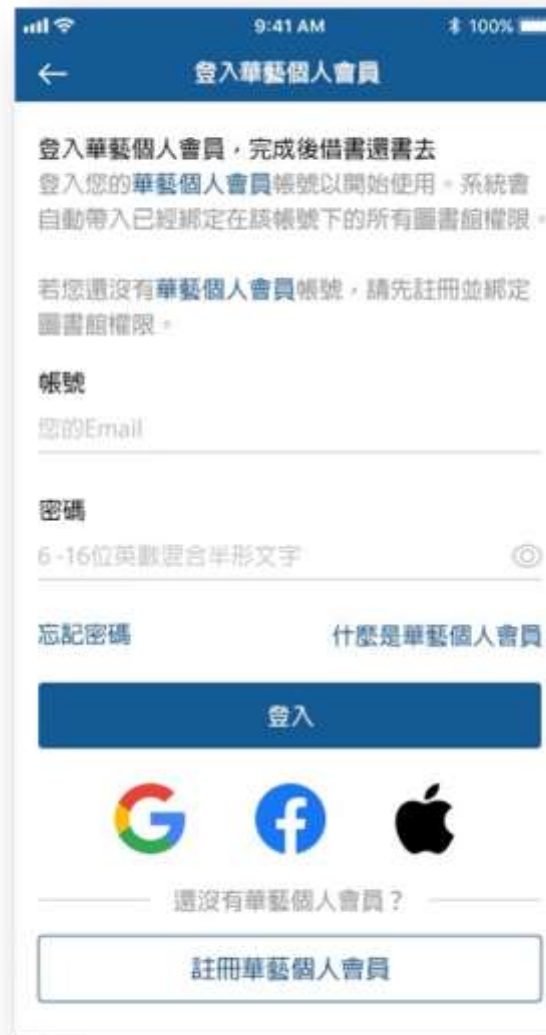 9:41 AM
100%
登入華藝個人會員
登入華藝個人會員，完成後借書還書去
登入您的華藝個人會員帳號以開始使用。系統會
自動帶入已經綁定在該帳號下的所有圖書館權限。
若您還沒有華藝個人會員帳號，請先註冊並綁定
圖書館權限。
帳號
您的Email
密碼
6 -16位英數混合半形文字
忘記密碼
什麼是華藝個人會員
登入
還沒有華藝個人會員？
註冊華藝個人會員